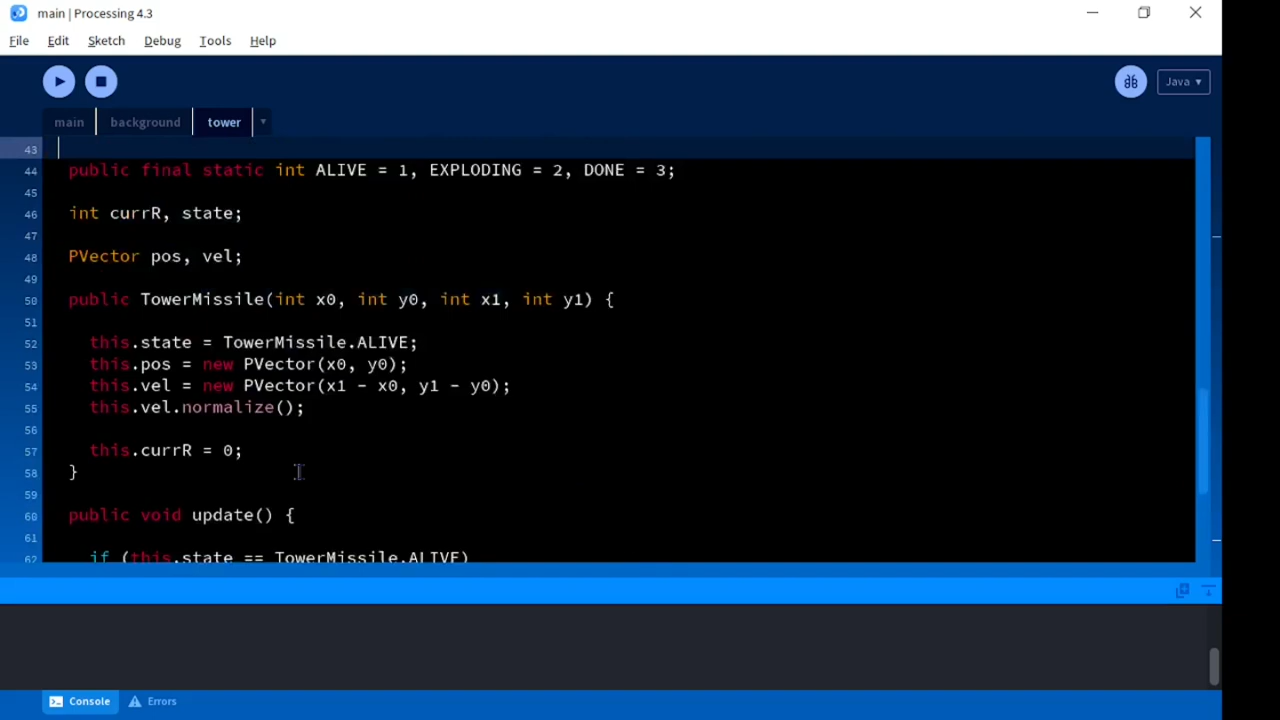 main | Processing 4.3
File Edit Sketch Debug Tools Help
Java ▾
main background tower ▾
43
44 public final static int ALIVE = 1, EXPLODING = 2, DONE = 3;
45
46 int currR, state;
47
48 PVector pos, vel;
49
50 public TowerMissile(int x0, int y0, int x1, int y1) {
51
52 this.state = TowerMissile.ALIVE;
53 this.pos = new PVector(x0, y0);
54 this.vel = new PVector(x1 - x0, y1 - y0);
55 this.vel.normalize();
56
57 this.currR = 0;
58 }
59
60 public void update() {
61
62 if (this.state == TowerMissile.ALIVE)
Console Errors